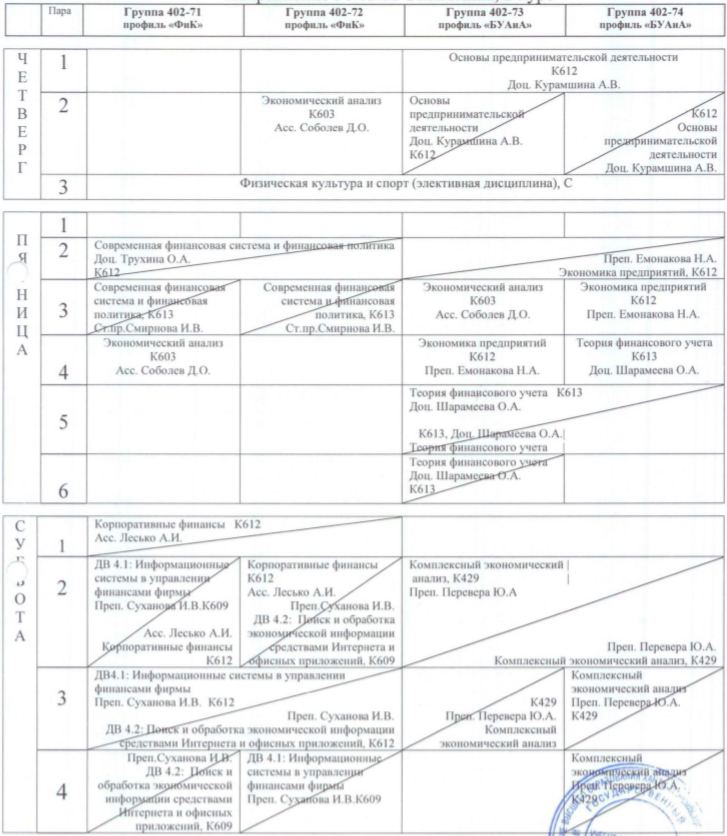 Пара
Группа 402-71
профиль «ФиК»
Группа 402-72
профиль «ФиК»
Группа 402-73
профиль «БУАиА»
Группа 402-74
профиль «БУАиА»
ЧЕТВЕРГ
1
Основы предпринимательской деятельности
К612
Доц. Курамшина А.В.
2
Экономический анализ
К603
Асс. Соболев Д.О.
Основы
предпринимательской
деятельности
Доц. Курамшина А.В.
К612
К612
Основы
предпринимательской
деятельности
Доц. Курамшина А.В.
3
Физическая культура и спорт (элективная дисциплина), С
ПЯ НИЦА
1
2
Современная финансовая система и финансовая политика
Доц. Трухина О.А.
К612
Преп. Емонакова Н.А.
Экономика предприятий, К612
3
Современная финансовая
система и финансовая
политика, К613
Ст.пр.Смирнова И.В.
Современная финансовая
система и финансовая
политика, К613
Ст.пр.Смирнова И.В.
Экономический анализ
К603
Асс. Соболев Д.О.
Экономика предприятий
К612
Преп. Емонакова Н.А.
4
Экономический анализ
К603
Асс. Соболев Д.О.
Экономика предприятий
К612
Преп. Емонакова Н.А.
Теория финансового учета
К613
Доц. Шарамеева О.А.
5
Теория финансового учета К613
Доц. Шарамеева О.А.
К613, Доц. Шарамеева О.А.
Теория финансового учета
6
Теория финансового учета
Доц. Шарамеева О.А.
К613
СУ ОТА
1
Корпоративные финансы К612
Асс. Лесько А.И.
2
ДВ 4.1: Информационные
системы в управлении
финансами фирмы
Преп. Суханова И.В.К609
Асс. Лесько А.И.
Корпоративные финансы
К612
Корпоративные финансы
К612
Асс. Лесько А.И.
Преп.Суханова И.В.
ДВ 4.2: Поиск и обработка
экономической информации
средствами Интернета и
офисных приложений, К609
Комплексный экономический
анализ, К429
Преп. Перевера Ю.А
Преп. Перевера Ю.А.
Комплексный экономический анализ, К429
3
ДВ4.1: Информационные системы в управлении
финансами фирмы
Преп. Суханова И.В. К612
Преп. Суханова И.В.
ДВ 4.2: Поиск и обработка экономической информации
средствами Интернета и офисных приложений, К612
К429
Преп. Перевера Ю.А.
Комплексный
экономический анализ
Комплексный
экономический анализ
Преп. Перевера Ю.А.
К429
4
Преп.Суханова И.В.
ДВ 4.2: Поиск и
обработка экономической
информации средствами
Интернета и офисных
приложений, К609
ДВ 4.1: Информационные
системы в управлении
финансами фирмы
Преп. Суханова И.В.К609
Комплексный
экономический анализ
Преп. Перевера Ю.А.
К429